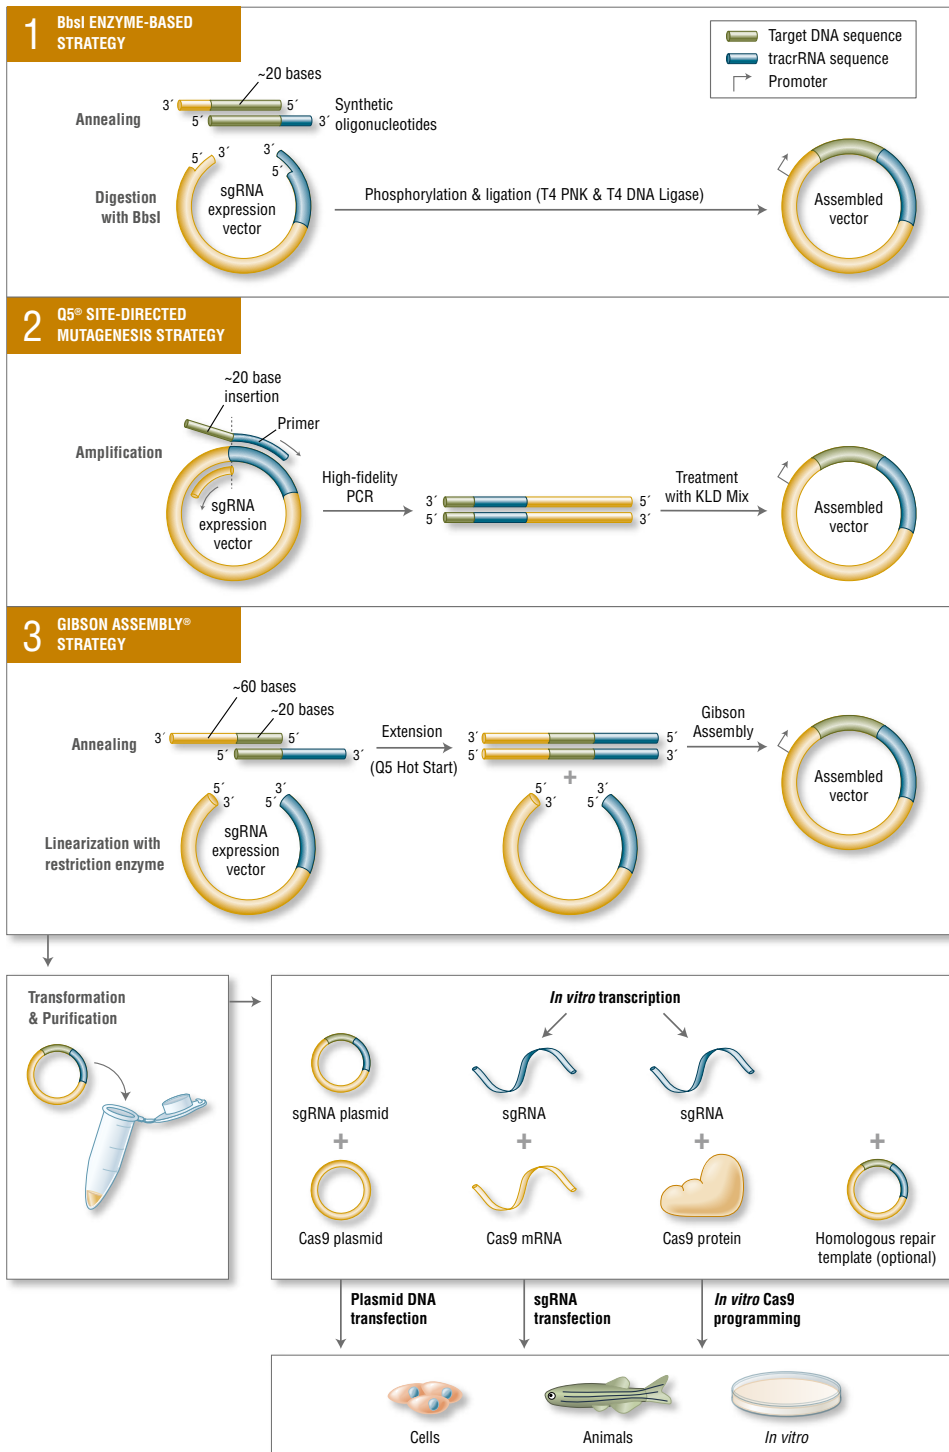 1 BbsI ENZYME-BASED
STRATEGY
Target DNA sequence
tracrRNA sequence
Promoter
~20 bases
3´ 5´
Annealing
5´ 3´
Synthetic
oligonucleotides
5´ 3´ 3´
5´
Digestion
with BbsI
sgRNA
expression
vector
Phosphorylation & ligation (T4 PNK & T4 DNA Ligase)
Assembled
vector
2 Q5® SITE-DIRECTED
MUTAGENESIS STRATEGY
~20 base
insertion
Primer
Amplification
sgRNA
expression
vector
High-fidelity
PCR
3´ 5´
5´ 3´
Treatment
with KLD Mix
Assembled
vector
3 GIBSON ASSEMBLY®
STRATEGY
~60 bases
~20 bases
3´ 5´
Annealing
5´ 3´
Extension
(Q5 Hot Start)
3´ 5´
5´ 3´
+
Gibson
Assembly
Assembled
vector
5´ 3´
3´ 5´
Linearization with
restriction enzyme
sgRNA
expression
vector
5´ 3´
3´ 5´
Transformation
& Purification
In vitro transcription
sgRNA plasmid
sgRNA
sgRNA
+ + + +
Cas9 plasmid
Cas9 mRNA
Cas9 protein
Homologous repair
template (optional)
Plasmid DNA
transfection
sgRNA
transfection
In vitro Cas9
programming
Cells
Animals
In vitro